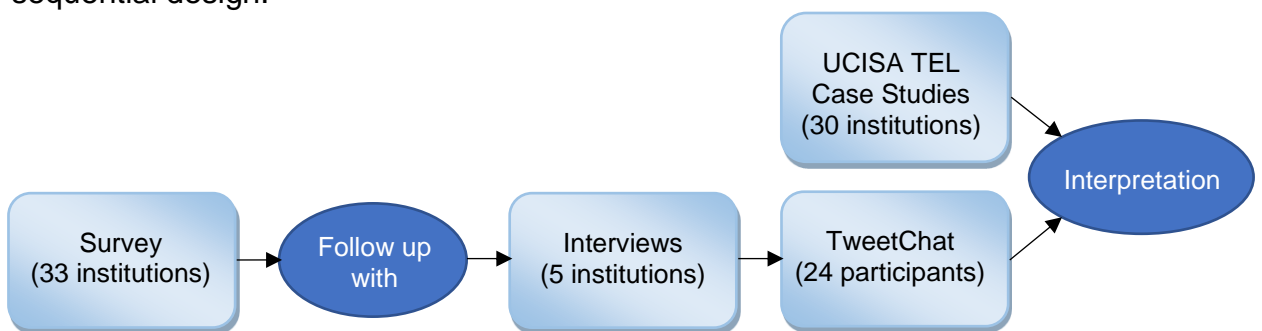 sequential design.
UCISA TEL
Case Studies
(30 institutions)
Interpretation
Survey
(33 institutions)
Follow up
with
Interviews
(5 institutions)
TweetChat
(24 participants)